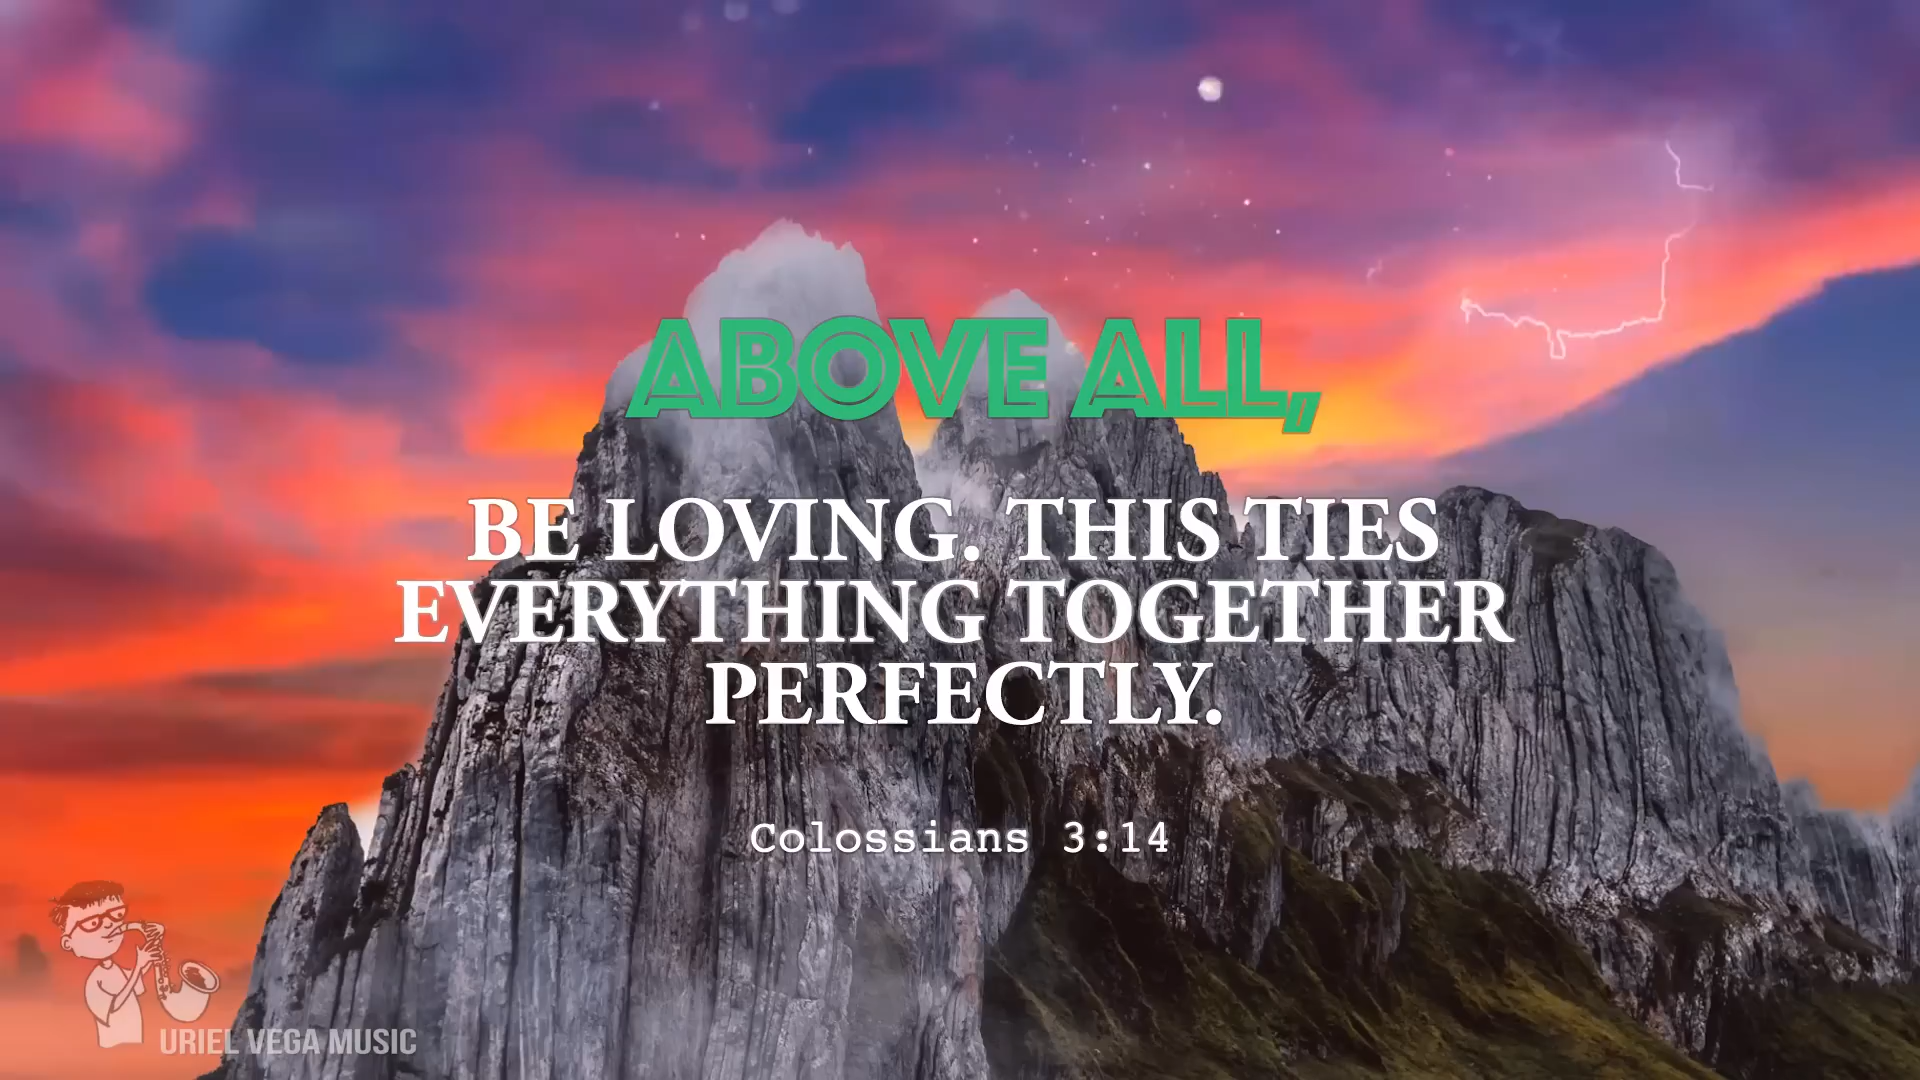 ABOVE ALL,
BE LOVING. THIS TIES
EVERYTHING TOGETHER
PERFECTLY.
Colossians 3:14
URIEL VEGA MUSIC